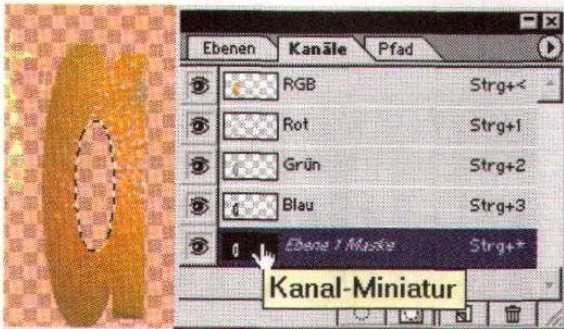 Ebenen Kanäle Pfad
RGB Strg+<
Rot Strg+1
Grün Strg+2
Blau Strg+3
Ebene 1 Maske Strg+*
Kanal-Miniatur